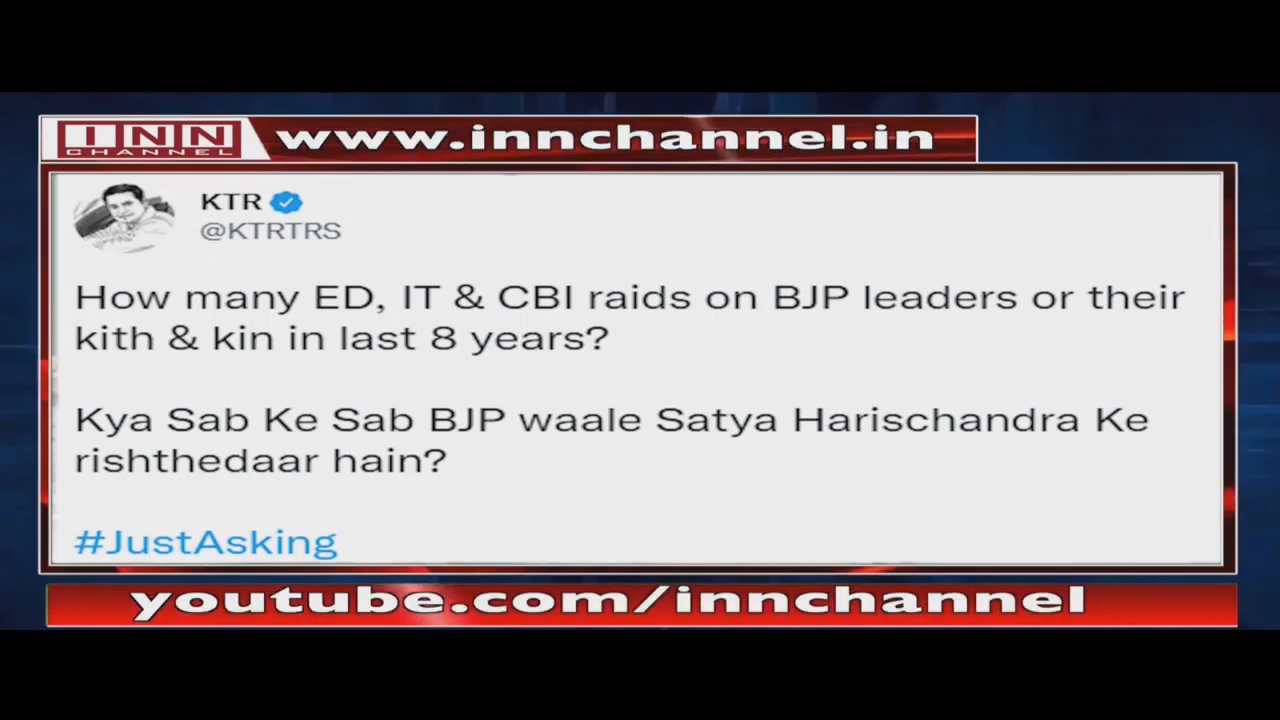 INN
CHANNEL
www.innchannel.in
KTR
@KTRTRS
How many ED, IT & CBI raids on BJP leaders or their
kith & kin in last 8 years?
Kya Sab Ke Sab BJP waale Satya Harischandra Ke
rishthedaar hain?
#JustAsking
youtube.com/innchannel